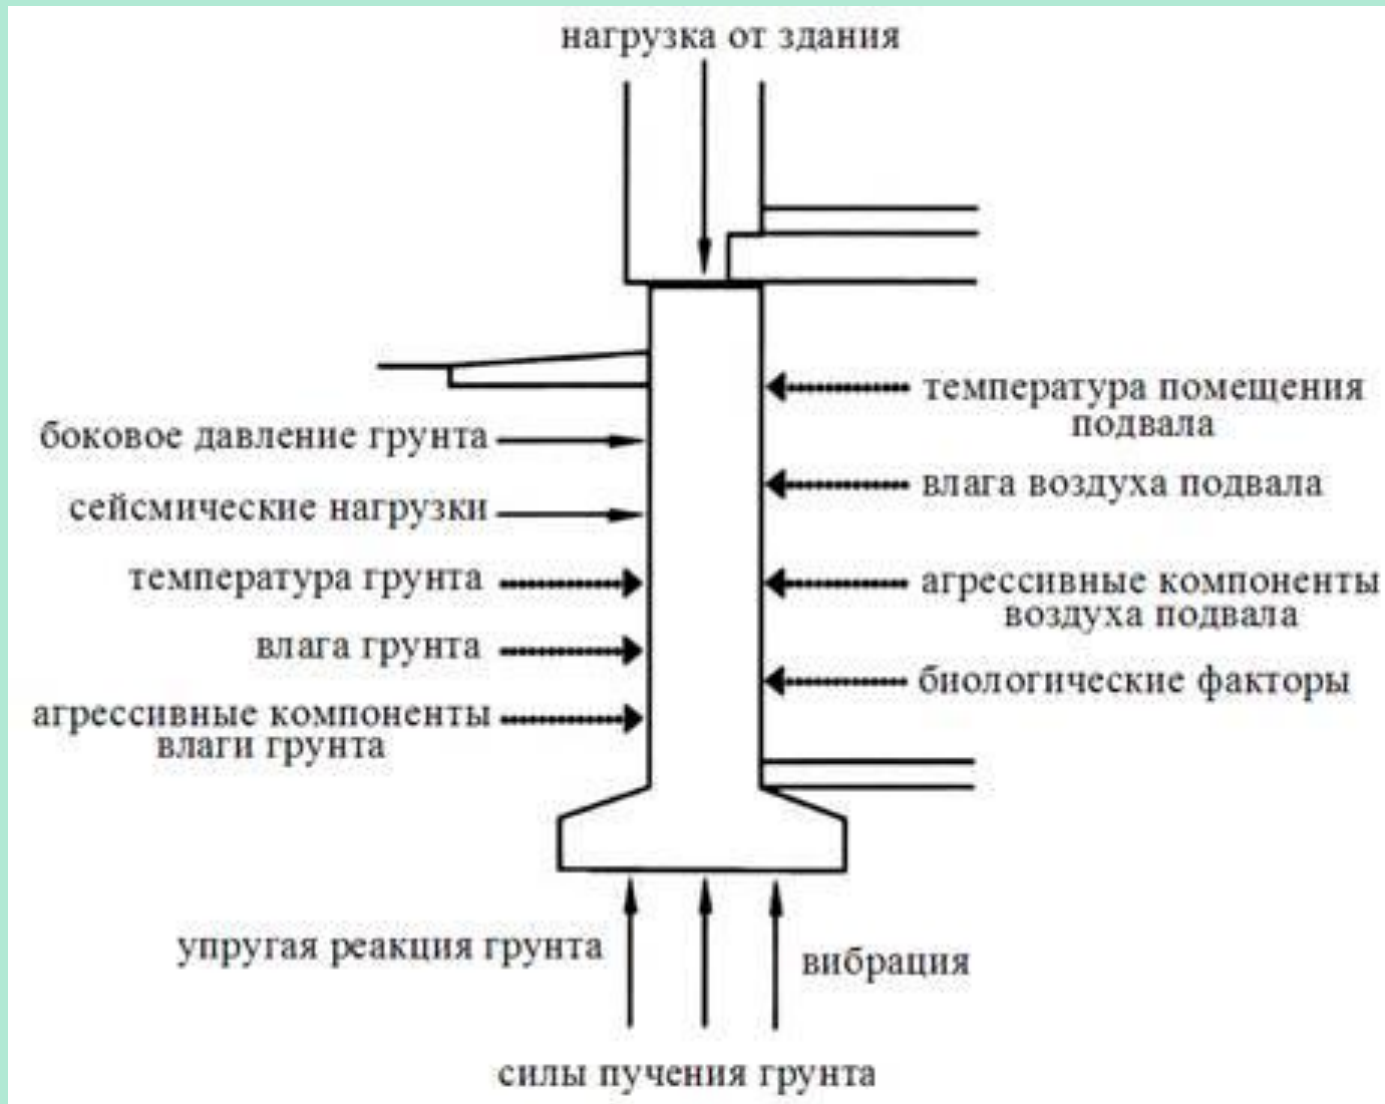 нагрузка от здания
боковое давление грунта
сейсмические нагрузки
температура грунта
влага грунта
агрессивные компоненты
влаги грунта
температура помещения
подвала
влага воздуха подвала
агрессивные компоненты
воздуха подвала
биологические факторы
упругая реакция грунта
вибрация
силы пучения грунта